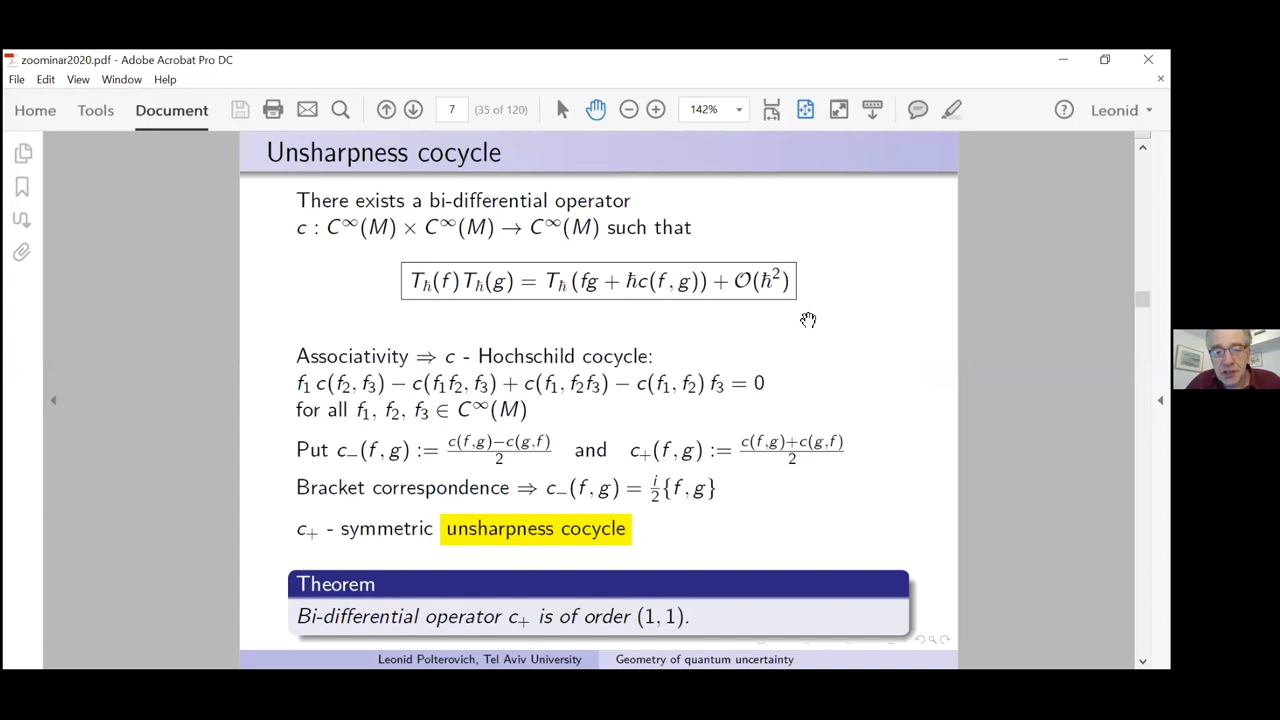 zoominar2020.pdf - Adobe Acrobat Pro DC
File Edit View Window Help
Home Tools Document 7 (35 of 120) 142% Leonid
Unsharpness cocycle
There exists a bi-differential operator
c : C∞(M) × C∞(M) → C∞(M) such that
Tℏ(f)Tℏ(g) = Tℏ (fg + ℏc(f, g)) + 𝒪(ℏ²)
Associativity ⇒ c - Hochschild cocycle:
f₁ c(f₂, f₃) − c(f₁f₂, f₃) + c(f₁, f₂f₃) − c(f₁, f₂) f₃ = 0
for all f₁, f₂, f₃ ∈ C∞(M)
Put c₋(f, g) := (c(f,g)−c(g,f))/2 and c₊(f, g) := (c(f,g)+c(g,f))/2
Bracket correspondence ⇒ c₋(f, g) = i/2{f, g}
c₊ - symmetric unsharpness cocycle
Theorem
Bi-differential operator c₊ is of order (1, 1).
Leonid Polterovich, Tel Aviv University Geometry of quantum uncertainty